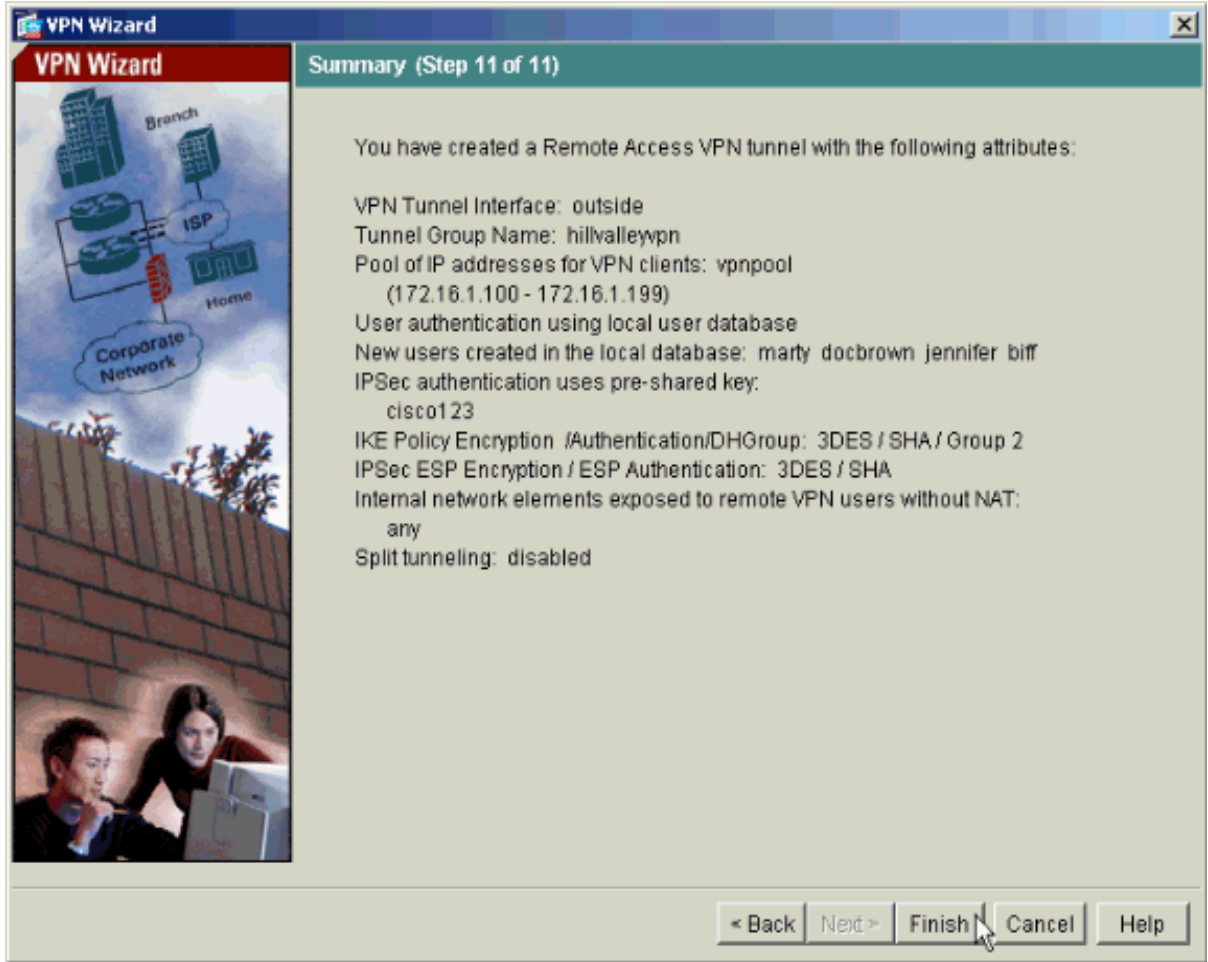 VPN Wizard
VPN Wizard
Summary (Step 11 of 11)
Branch
ISP
Home
Corporate
Network
You have created a Remote Access VPN tunnel with the following attributes:
VPN Tunnel Interface: outside
Tunnel Group Name: hillvalleyvpn
Pool of IP addresses for VPN clients: vpnpool
(172.16.1.100 - 172.16.1.199)
User authentication using local user database
New users created in the local database: marty docbrown jennifer biff
IPSec authentication uses pre-shared key:
cisco123
IKE Policy Encryption /Authentication/DHGroup: 3DES / SHA / Group 2
IPSec ESP Encryption / ESP Authentication: 3DES / SHA
Internal network elements exposed to remote VPN users without NAT:
any
Split tunneling: disabled
< Back
Next >
Finish
Cancel
Help